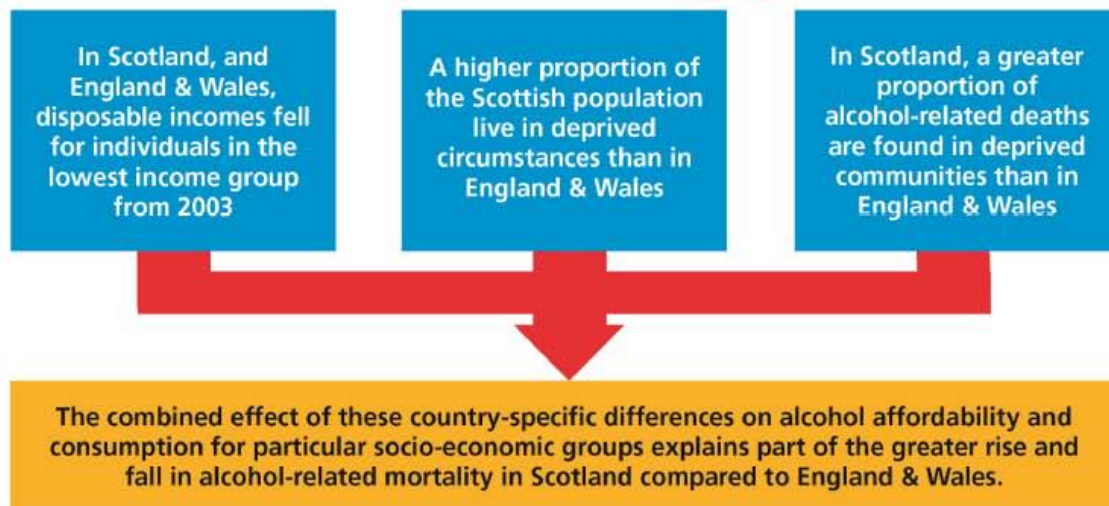 In Scotland, and
England & Wales,
disposable incomes fell
for individuals in the
lowest income group
from 2003
A higher proportion of
the Scottish population
live in deprived
circumstances than in
England & Wales
In Scotland, a greater
proportion of
alcohol-related deaths
are found in deprived
communities than in
England & Wales
The combined effect of these country-specific differences on alcohol affordability and
consumption for particular socio-economic groups explains part of the greater rise and
fall in alcohol-related mortality in Scotland compared to England & Wales.